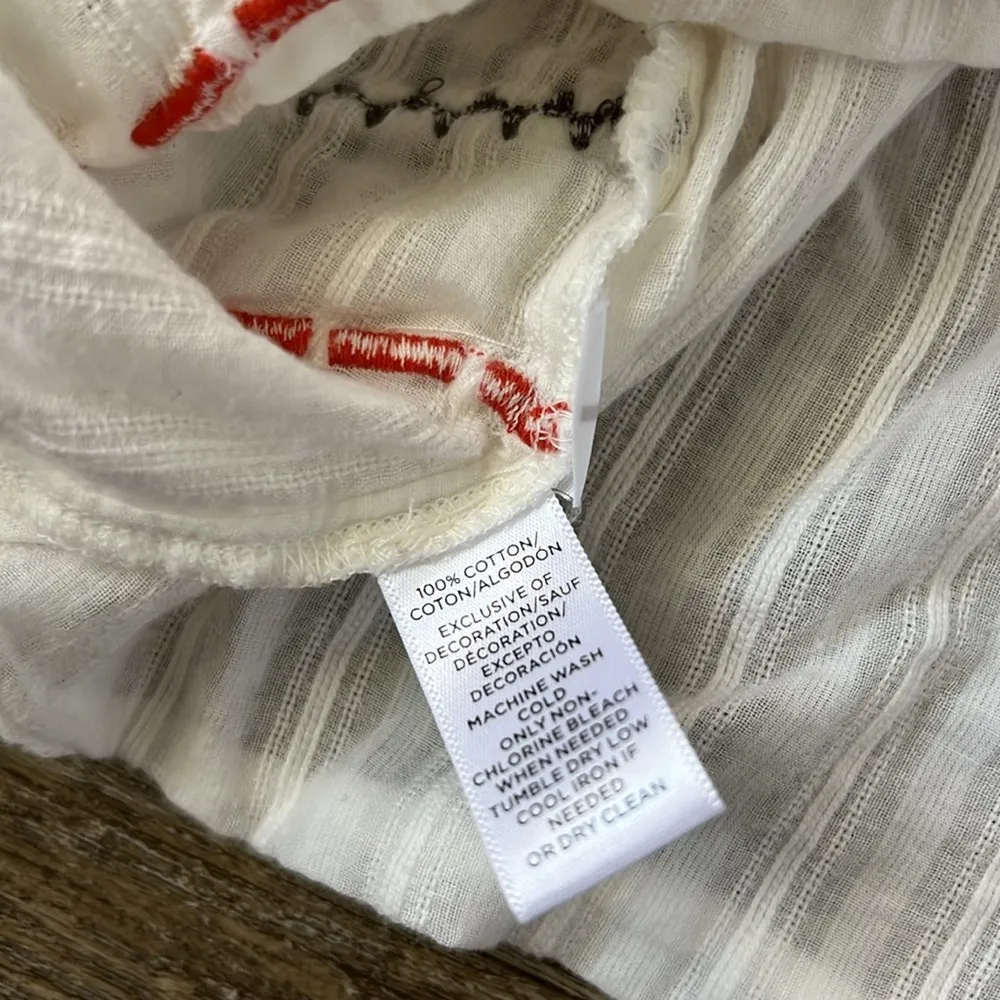 100% COTTON/
COTON/ALGODÓN
EXCLUSIVE OF
DECORATION/SAUF
DÉCORATION/
EXCEPTO
DECORACIÓN
MACHINE WASH
COLD
ONLY NON-
CHLORINE BLEACH
WHEN NEEDED
TUMBLE DRY LOW
COOL IRON IF
NEEDED
OR DRY CLEAN